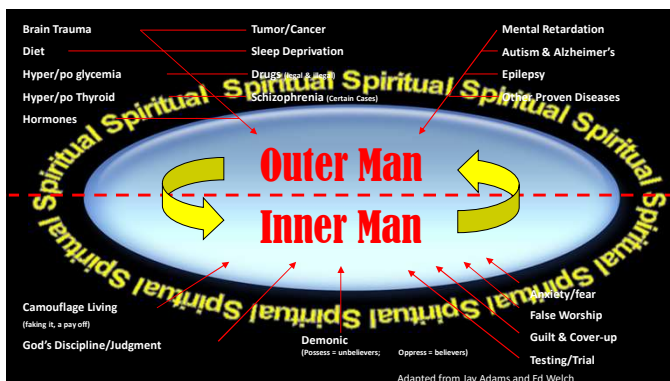 Brain Trauma
Diet
Hyper/po glycemia
Hyper/po Thyroid
Hormones
Tumor/Cancer
Sleep Deprivation
Drugs (legal & illegal)
Schizophrenia (Certain Cases)
Mental Retardation
Autism & Alzheimer's
Epilepsy
Other Proven Diseases
Spiritual Spiritual Spiritual Spiritual Spiritual Spiritual Spiritual Spiritual Spiritual Spiritual Spiritual Spiritual
Outer Man
Inner Man
Camouflage Living
(faking it, a pay off)
God's Discipline/Judgment
Demonic
(Possess = unbelievers; Oppress = believers)
Anxiety/fear
False Worship
Guilt & Cover-up
Testing/Trial
Adapted from Jay Adams and Ed Welch